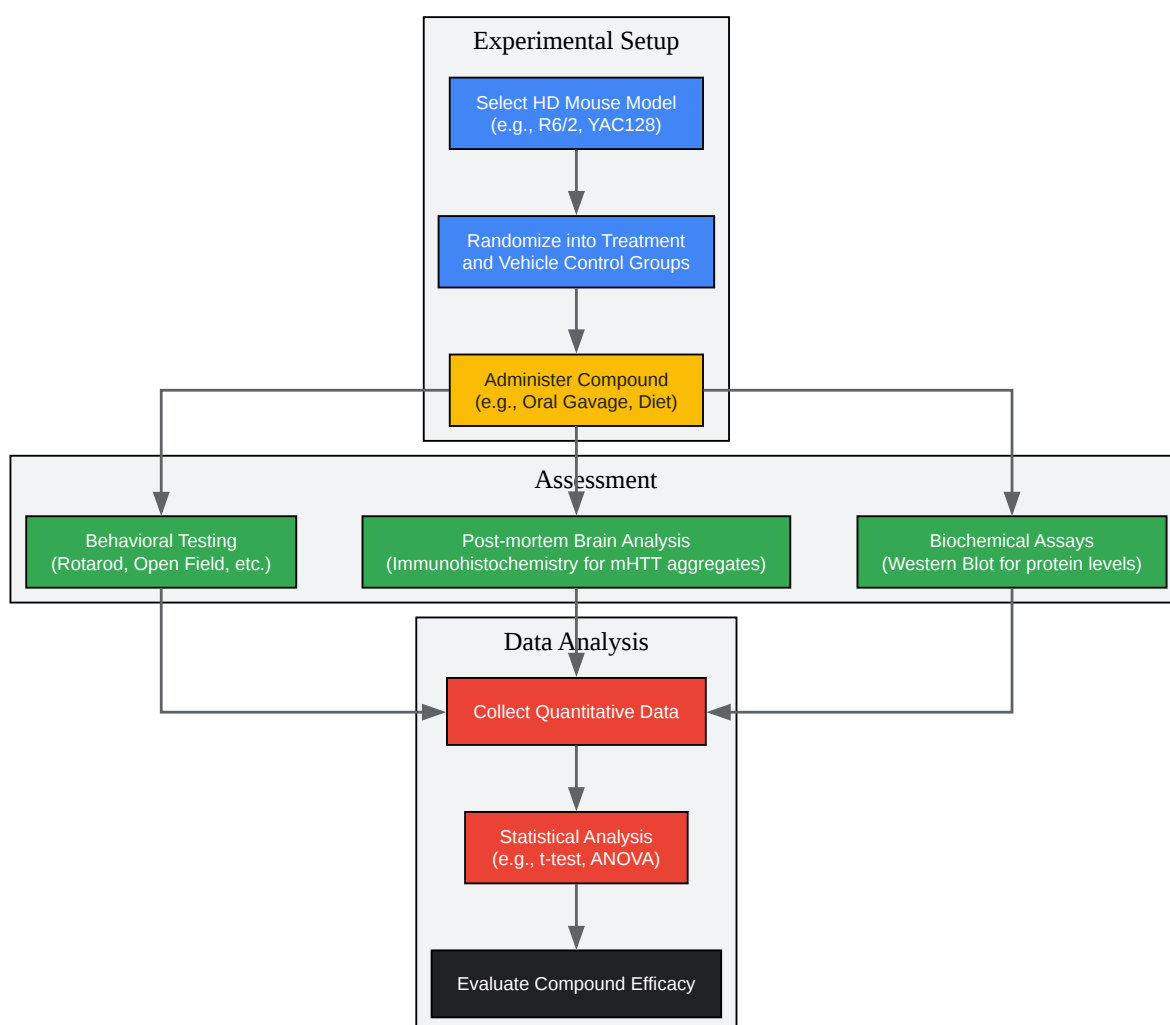 Experimental Setup
Select HD Mouse Model
(e.g., R6/2, YAC128)
Randomize into Treatment
and Vehicle Control Groups
Administer Compound
(e.g., Oral Gavage, Diet)
Assessment
Behavioral Testing
(Rotarod, Open Field, etc.)
Post-mortem Brain Analysis
(Immunohistochemistry for mHTT aggregates)
Biochemical Assays
(Western Blot for protein levels)
Data Analysis
Collect Quantitative Data
Statistical Analysis
(e.g., t-test, ANOVA)
Evaluate Compound Efficacy